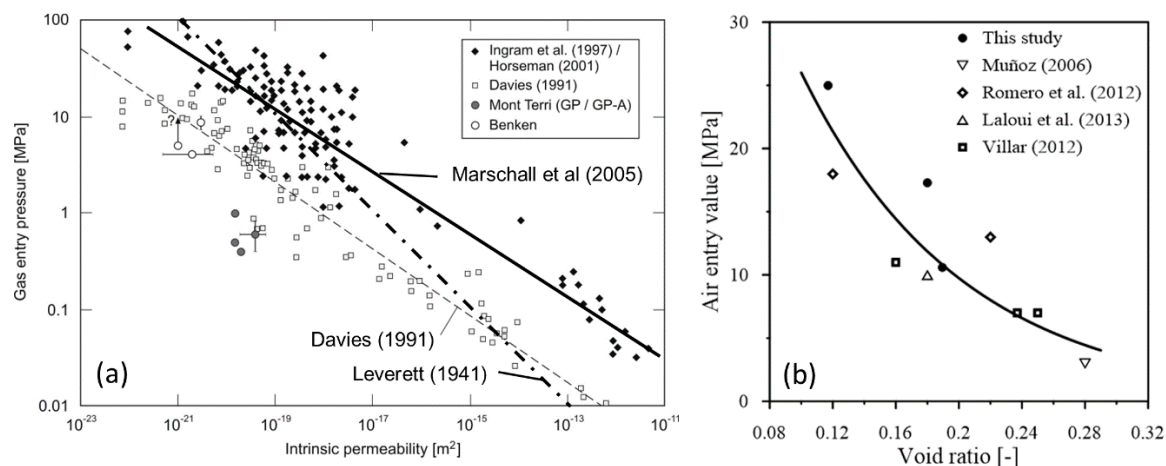 100
10
1
0.1
0.01
Gas entry pressure [MPa]
Ingram et al. (1997) /
Horseman (2001)
Davies (1991)
Mont Terri (GP / GP-A)
Benken
?
Marschall et al (2005)
Davies (1991)
Leverett (1941)
(a)
10-23
10-21
10-19
10-17
10-15
10-13
10-11
Intrinsic permeability [m2]
30
20
10
0
Air entry value [MPa]
This study
Muñoz (2006)
Romero et al. (2012)
Laloui et al. (2013)
Villar (2012)
(b)
0.08
0.12
0.16
0.20
0.24
0.28
0.32
Void ratio [-]